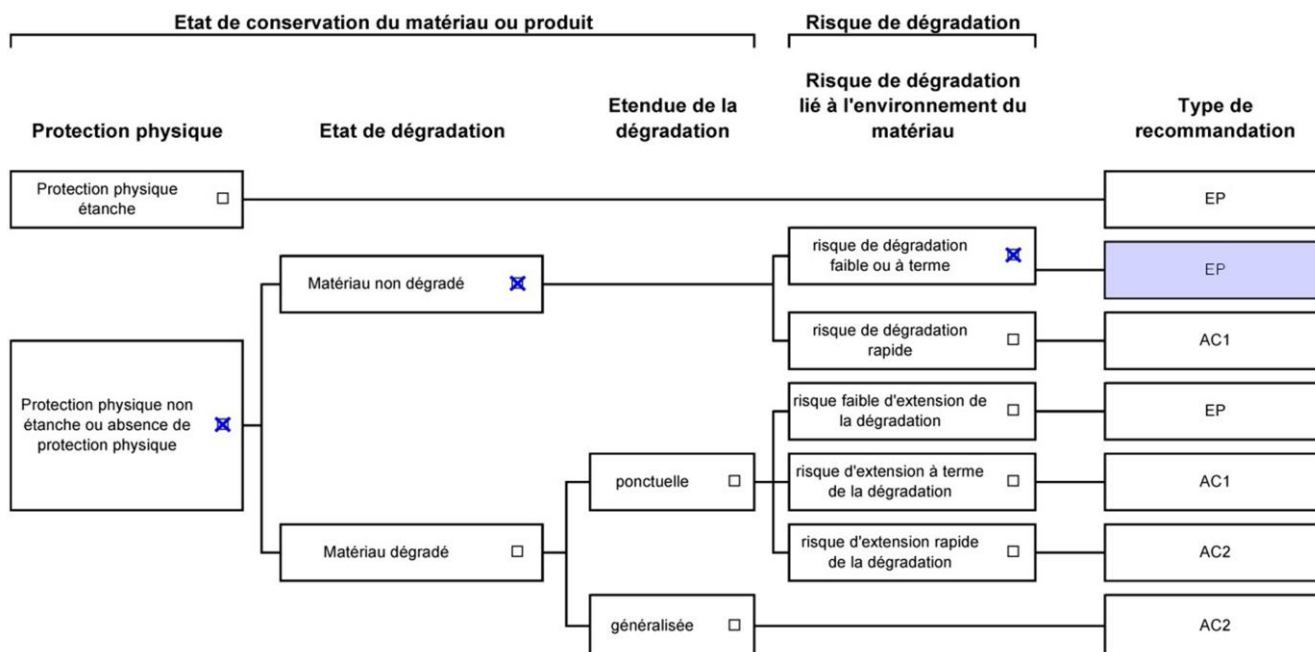 Etat de conservation du matériau ou produit
Risque de dégradation
Protection physique
Etat de dégradation
Etendue de la
dégradation
Risque de dégradation
lié à l'environnement du
matériau
Type de
recommandation
Protection physique
étanche
EP
risque de dégradation
faible ou à terme
EP
Matériau non dégradé
risque de dégradation
rapide
AC1
Protection physique non
étanche ou absence de
protection physique
risque faible d'extension de
la dégradation
EP
ponctuelle
risque d'extension à terme
de la dégradation
AC1
Matériau dégradé
risque d'extension rapide
de la dégradation
AC2
généralisée
AC2